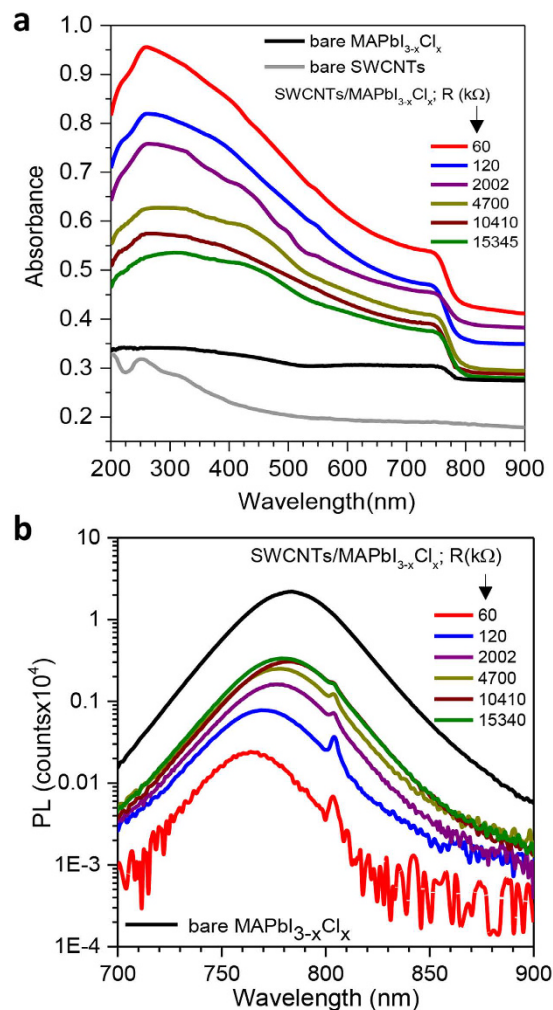 a
bare MAPbI3-xClx
bare SWCNTs
SWCNTs/MAPbI3-xClx; R (kΩ)
60
120
2002
4700
10410
15345
1.0
0.9
0.8
0.7
0.6
0.5
0.4
0.3
0.2
Absorbance
200 300 400 500 600 700 800 900
Wavelength(nm)
b
SWCNTs/MAPbI3-xClx; R(kΩ)
60
120
2002
4700
10410
15340
10
1
0.1
0.01
1E-3
1E-4
PL (countsx10^4)
bare MAPbI3-xClx
700 750 800 850 900
Wavelength (nm)